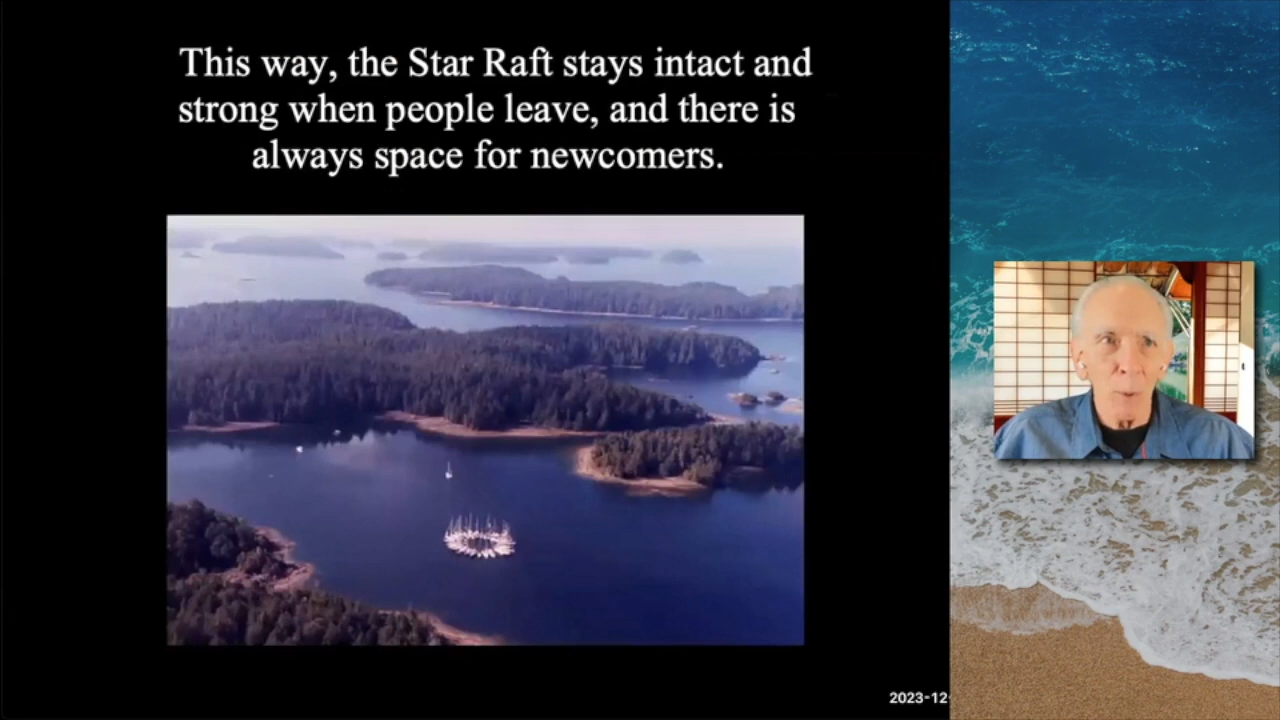 This way, the Star Raft stays intact and
strong when people leave, and there is
always space for newcomers.
2023-12-